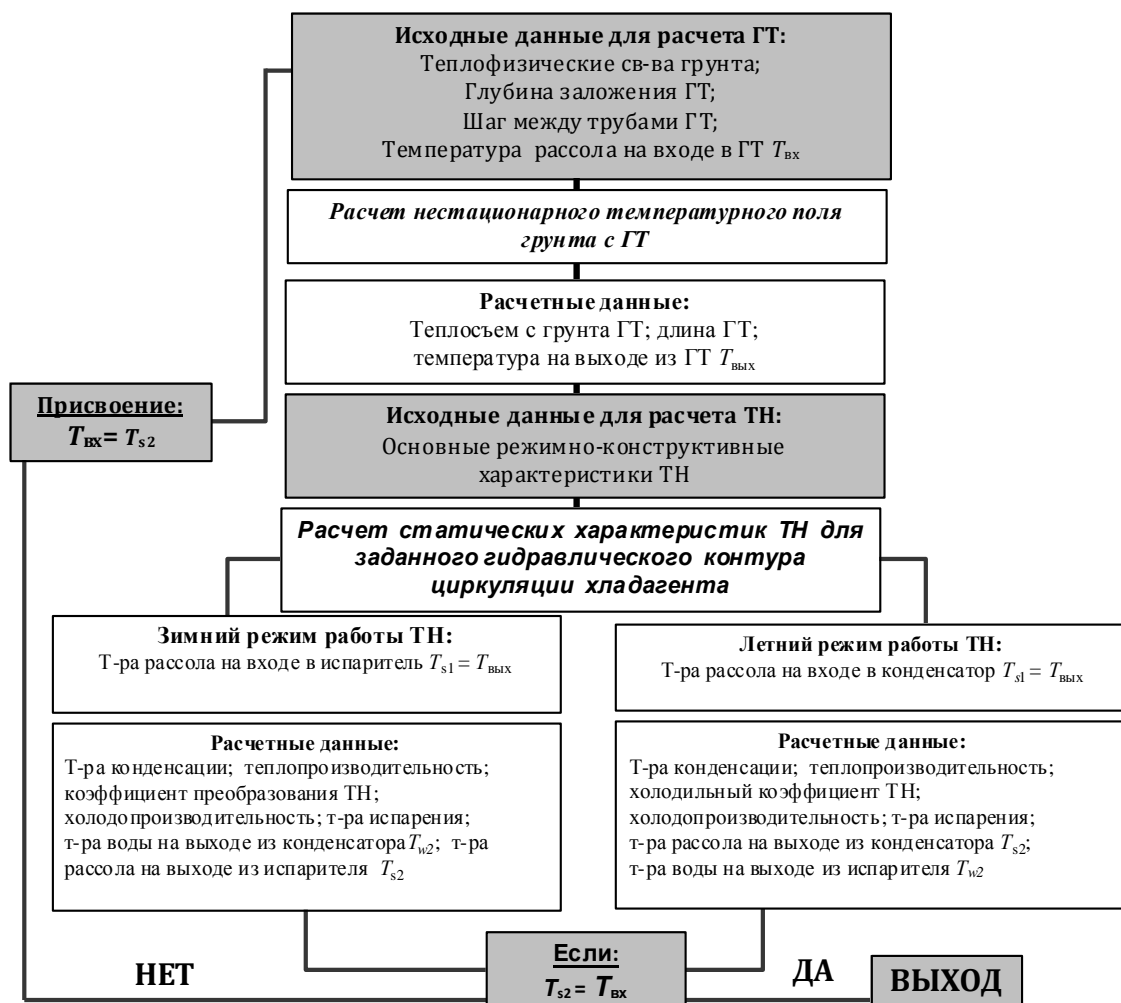 Исходные данные для расчета ГТ:
Теплофизические св-ва грунта;
Глубина заложения ГТ;
Шаг между трубами ГТ;
Температура рассола на входе в ГТ Tвх
Расчет нестационарного температурного поля
грунта с ГТ
Расчетные данные:
Теплосъем с грунта ГТ; длина ГТ;
температура на выходе из ГТ Tвых
Присвоение:
Tвх = Ts2
Исходные данные для расчета ТН:
Основные режимно-конструктивные
характеристики ТН
Расчет статических характеристик ТН для
заданного гидравлического контура
циркуляции хладагента
Зимний режим работы ТН:
Т-ра рассола на входе в испаритель Ts1 = Tвых
Летний режим работы ТН:
Т-ра рассола на входе в конденсатор Ts1 = Tвых
Расчетные данные:
Т-ра конденсации; теплопроизводительность;
коэффициент преобразования ТН;
холодопроизводительность; т-ра испарения;
т-ра воды на выходе из конденсатора Tw2; т-ра
рассола на выходе из испарителя Ts2
Расчетные данные:
Т-ра конденсации; теплопроизводительность;
холодильный коэффициент ТН;
холодопроизводительность; т-ра испарения;
т-ра рассола на выходе из конденсатора Ts2;
т-ра воды на выходе из испарителя Tw2
НЕТ
Если:
Ts2 = Tвх
ДА
ВЫХОД